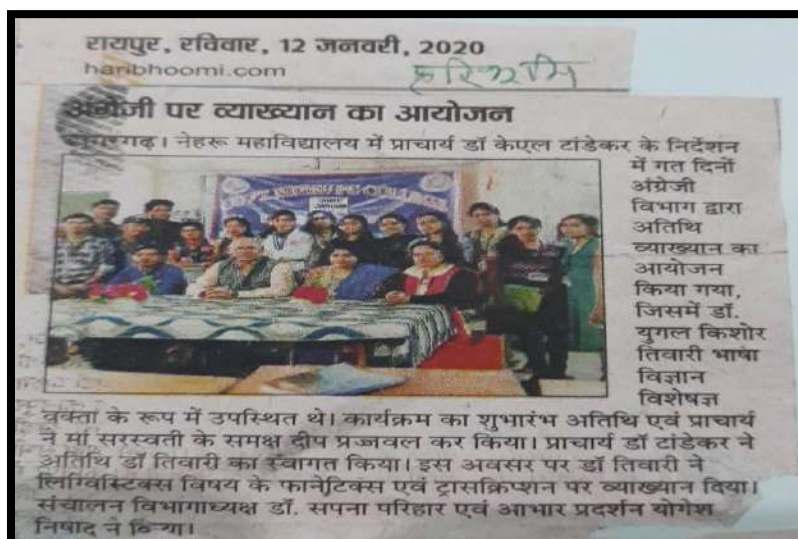 रायपुर, रविवार, 12 जनवरी, 2020
haribhoomi.com
हरिभूमि
अंग्रेजी पर व्याख्यान का आयोजन
डोंगरगढ़। नेहरू महाविद्यालय में प्राचार्य डॉ केएल टांडेकर के निर्देशन
में गत दिनों
अंग्रेजी
विभाग द्वारा
अतिथि
व्याख्यान का
आयोजन
किया गया,
जिसमें डॉ.
युगल किशोर
तिवारी भाषा
विज्ञान
विशेषज्ञ
वक्ता के रूप में उपस्थित थे। कार्यक्रम का शुभारंभ अतिथि एवं प्राचार्य
ने मां सरस्वती के समक्ष दीप प्रज्जवल कर किया। प्राचार्य डॉ टांडेकर ने
अतिथि डॉ तिवारी का स्वागत किया। इस अवसर पर डॉ तिवारी ने
लिंग्विस्टिक्स विषय के फानेटिक्स एवं ट्रासक्रिप्शन पर व्याख्यान दिया।
संचालन विभागाध्यक्ष डॉ. सपना परिहार एवं आभार प्रदर्शन योगेश
निषाद ने किया।